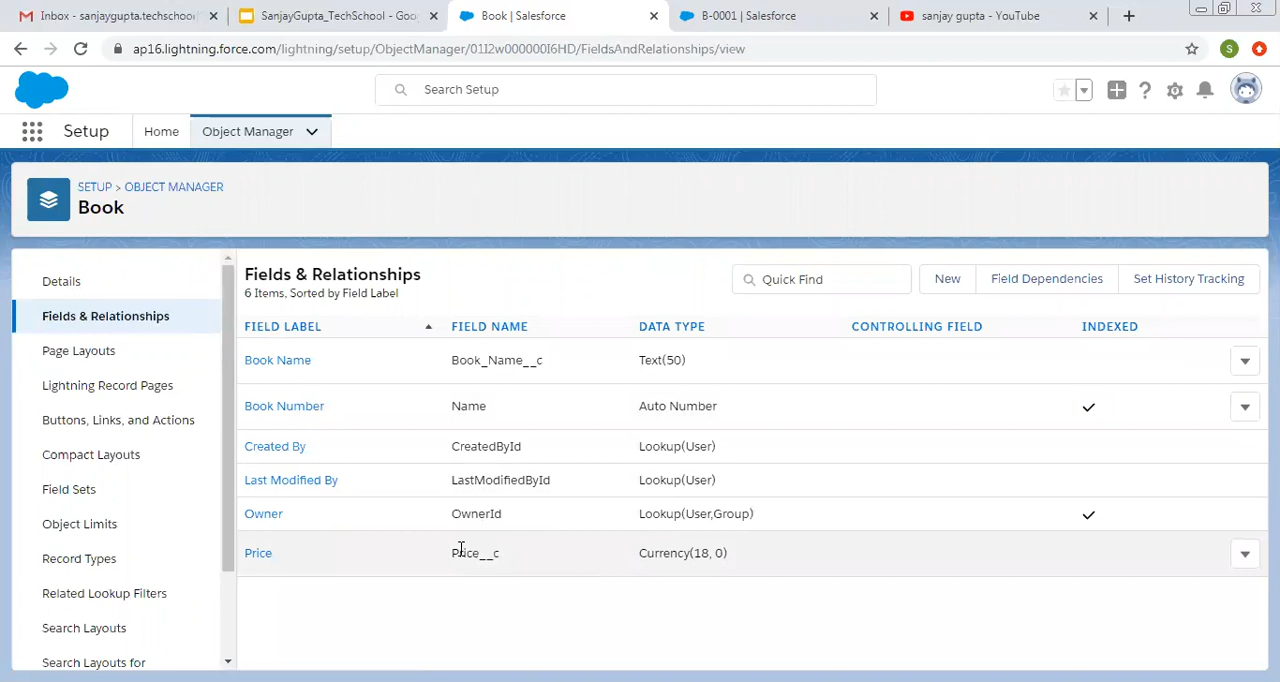 Inbox - sanjaygupta.techschool
SanjayGupta_TechSchool - Goo
Book | Salesforce
B-0001 | Salesforce
sanjay gupta - YouTube
ap16.lightning.force.com/lightning/setup/ObjectManager/01I2w000000I6HD/FieldsAndRelationships/view
S
Search Setup
Setup
Home
Object Manager
SETUP > OBJECT MANAGER
Book
Details
Fields & Relationships
Page Layouts
Lightning Record Pages
Buttons, Links, and Actions
Compact Layouts
Field Sets
Object Limits
Record Types
Related Lookup Filters
Search Layouts
Search Layouts for
Fields & Relationships
6 Items, Sorted by Field Label
Quick Find
New
Field Dependencies
Set History Tracking
FIELD LABEL FIELD NAME DATA TYPE CONTROLLING FIELD INDEXED
Book Name Book_Name__c Text(50)
Book Number Name Auto Number
Created By CreatedById Lookup(User)
Last Modified By LastModifiedById Lookup(User)
Owner OwnerId Lookup(User,Group)
Price Price__c Currency(18, 0)